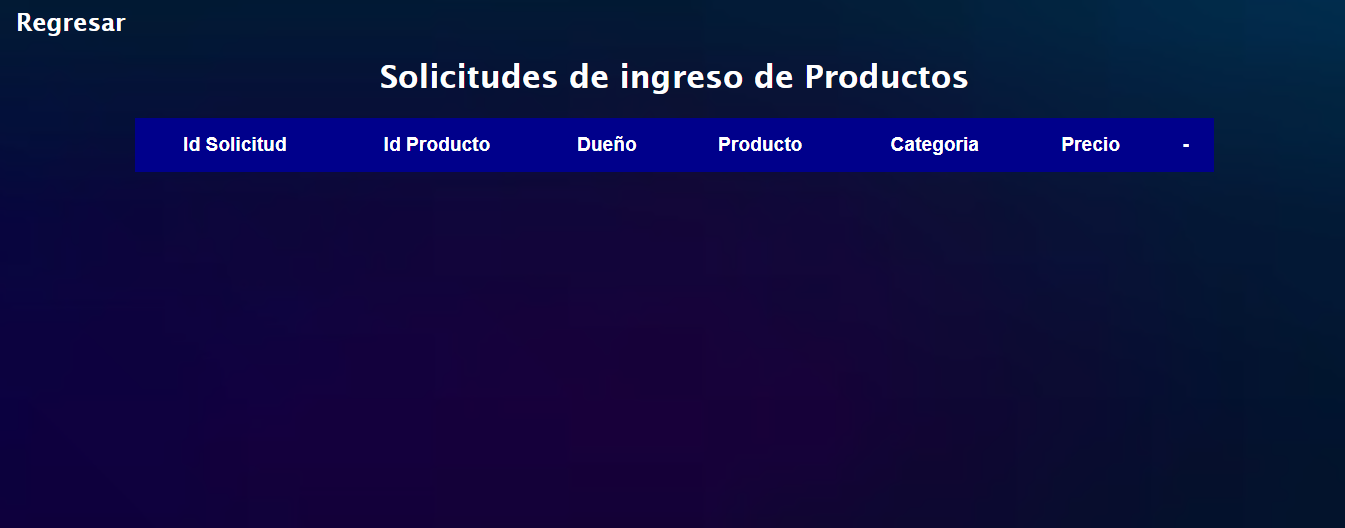 Regresar
Solicitudes de ingreso de Productos
Id Solicitud Id Producto Dueño Producto Categoria Precio -